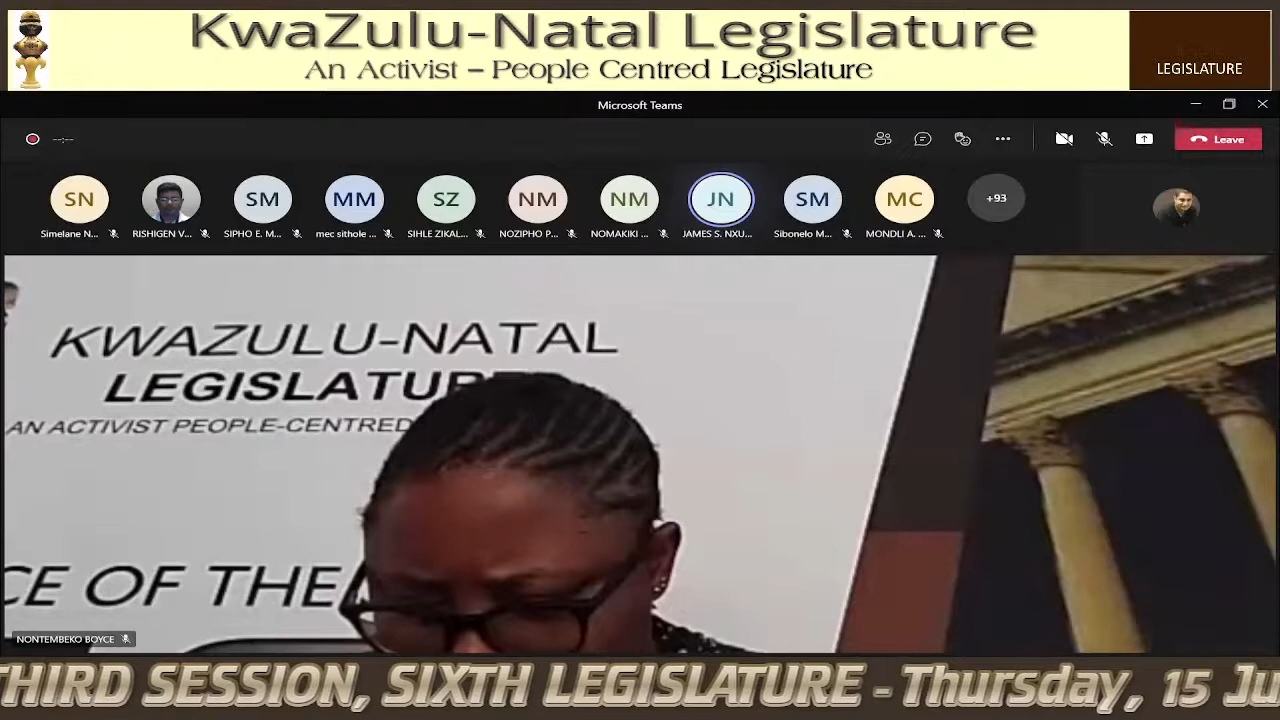 KwaZulu-Natal Legislature
An Activist – People Centred Legislature
LEGISLATURE
Microsoft Teams
--:--
Leave
SN
SM
MM
SZ
NM
NM
JN
SM
MC
+93
Simelane N...
RISHIGEN V...
SIPHO E. M...
mec sithole ...
SIHLE ZIKAL...
NOZIPHO P...
NOMAKIKI ...
JAMES S. NXU...
Sibonelo M...
MONDLI A. ...
KWAZULU-NATAL
LEGISLATURE
AN ACTIVIST PEOPLE-CENTRED
CE OF THE
NONTEMBEKO BOYCE
THIRD SESSION, SIXTH LEGISLATURE - Thursday, 15 Ju